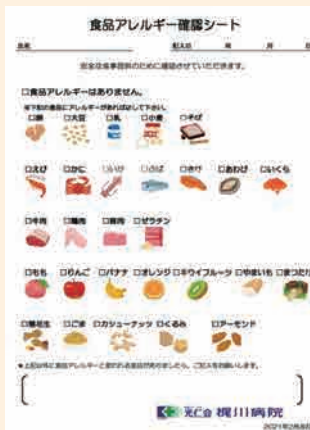 食品アレルギー確認シート
記入日 年 月 日
安全な食事提供のために確認させていただきます。
□食品アレルギーはありません。
□卵 □大豆 □乳 □小麦 □そば
□えび □かに □いか □さば □さけ □あわび □いくら
□牛肉 □鶏肉 □豚肉 □ゼラチン
□もも □りんご □バナナ □オレンジ □キウイフルーツ □やまいも □まつたけ
□落花生 □ごま □カシューナッツ □くるみ □アーモンド
梶川病院